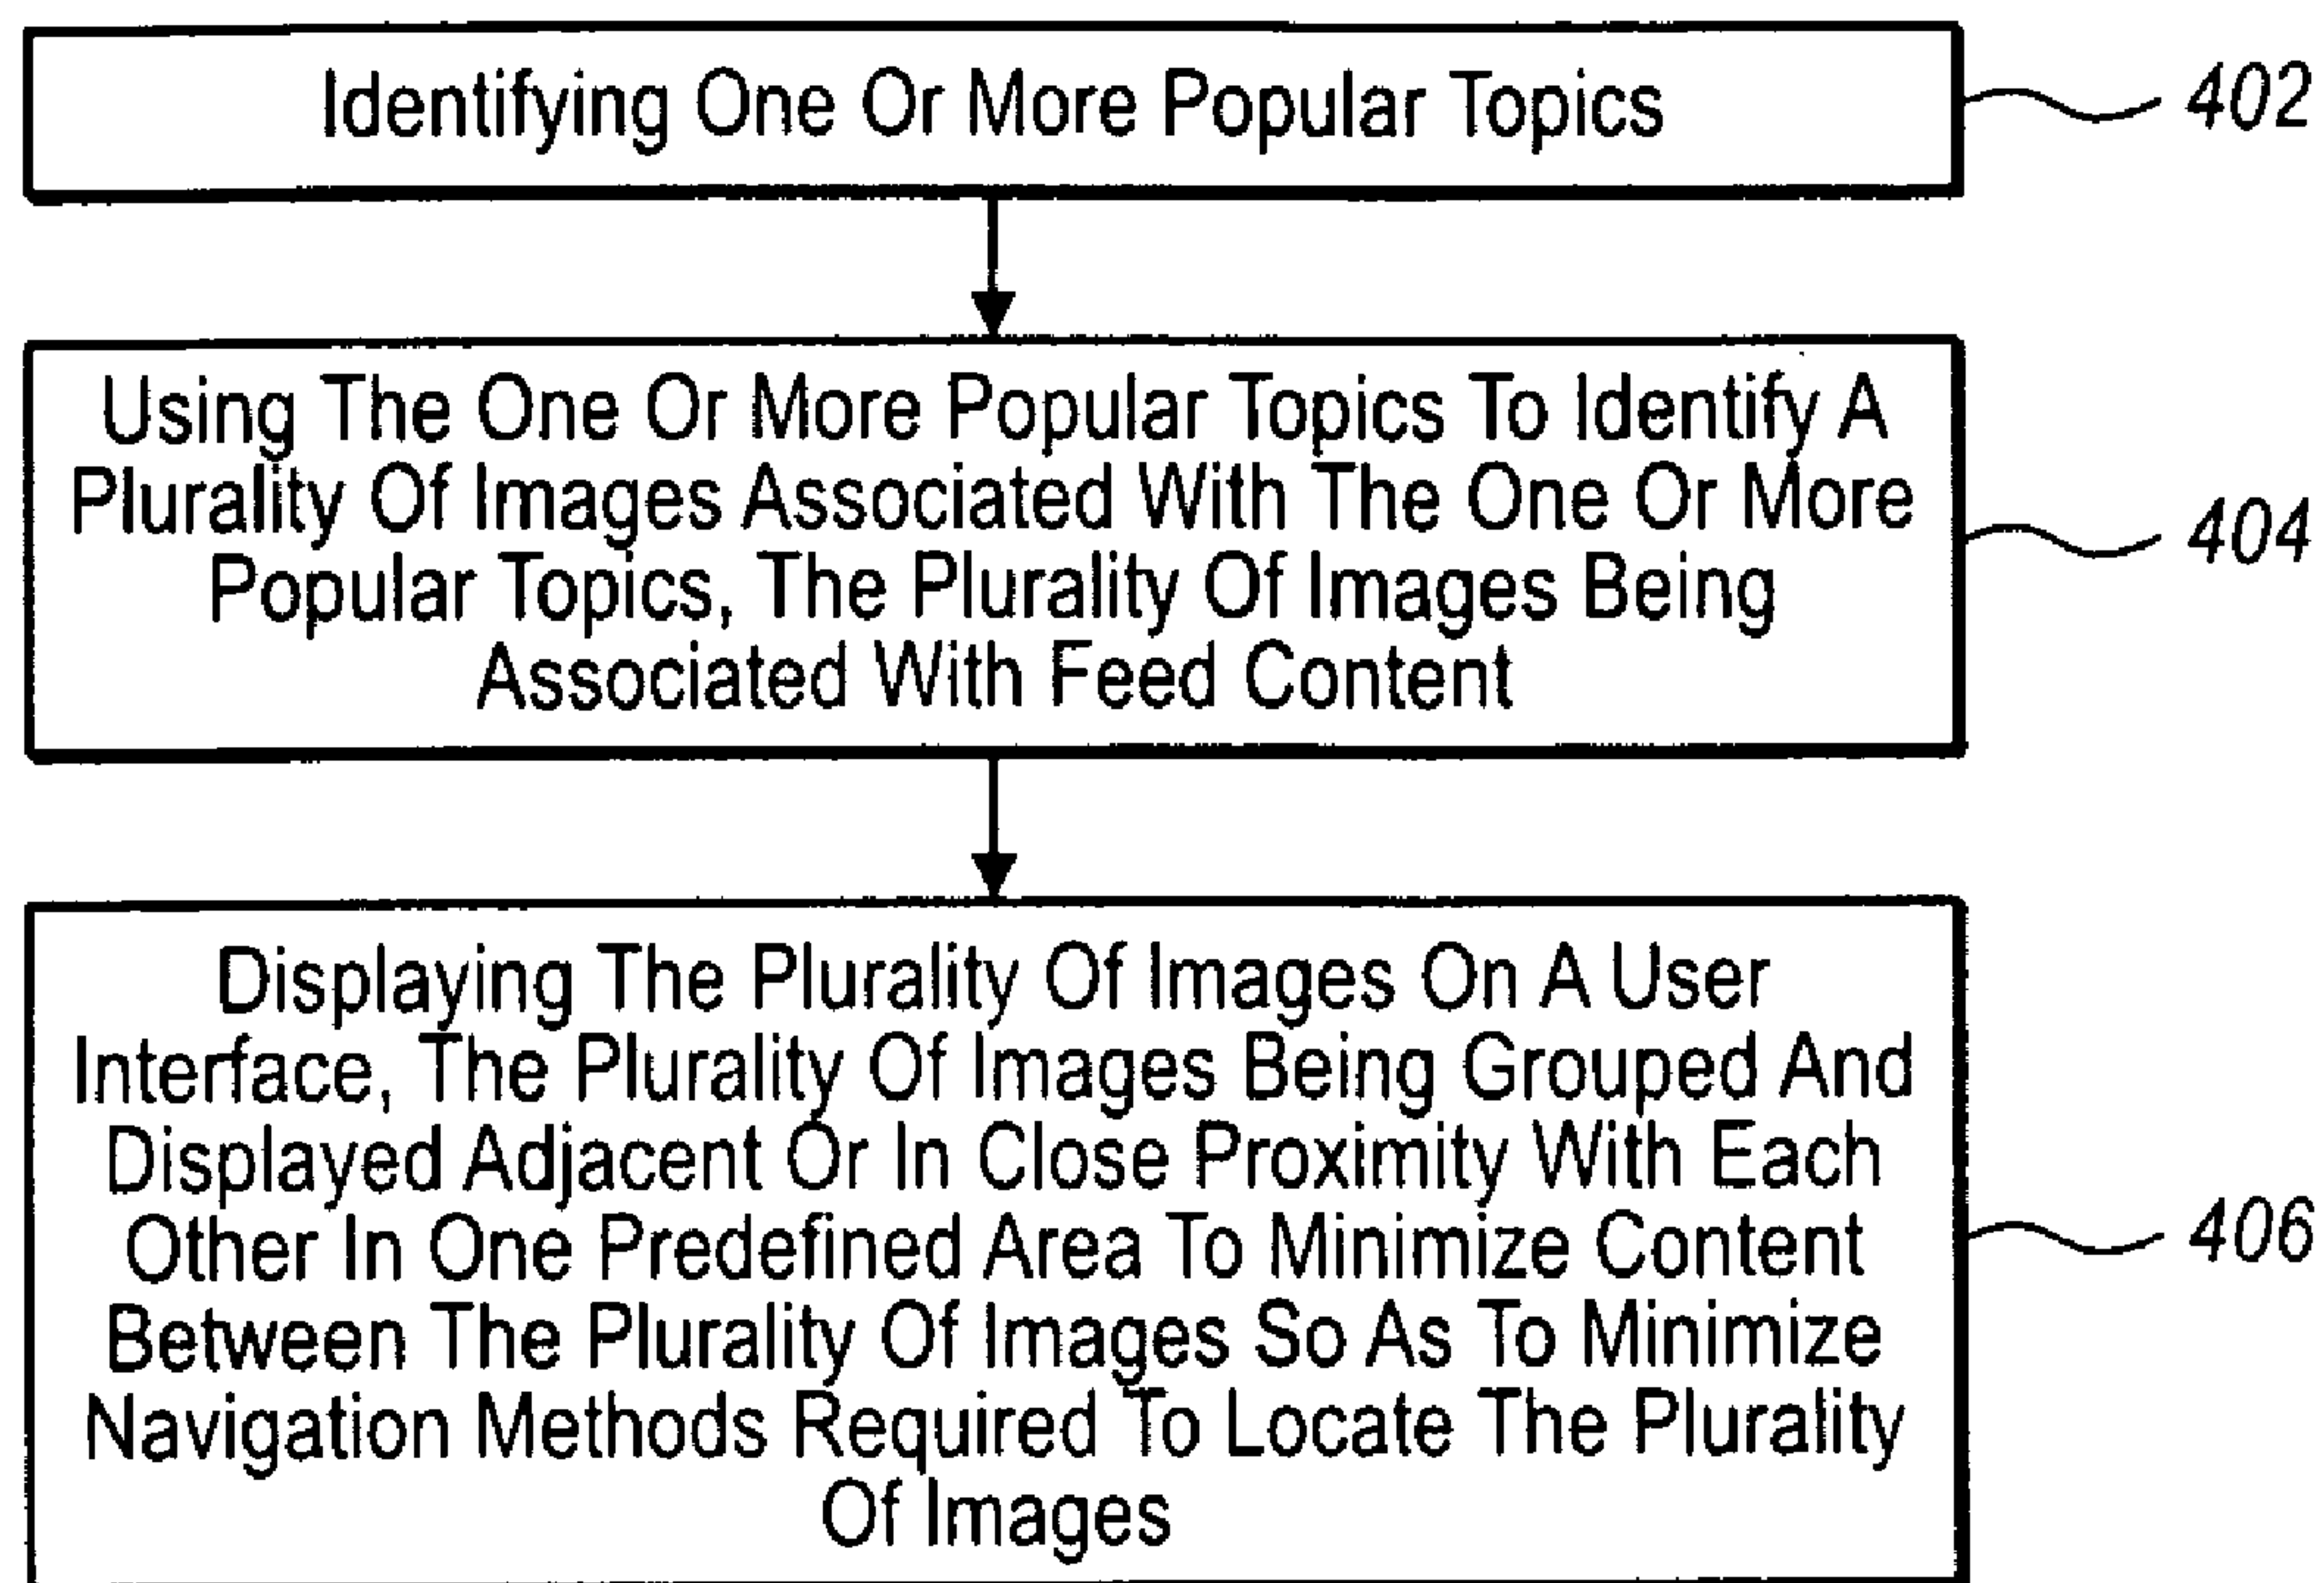 Identifying One Or More Popular Topics
402
Using The One Or More Popular Topics To Identify A
Plurality Of Images Associated With The One Or More
Popular Topics, The Plurality Of Images Being
Associated With Feed Content
404
Displaying The Plurality Of Images On A User
Interface, The Plurality Of Images Being Grouped And
Displayed Adjacent Or In Close Proximity With Each
Other In One Predefined Area To Minimize Content
Between The Plurality Of Images So As To Minimize
Navigation Methods Required To Locate The Plurality
Of Images
406